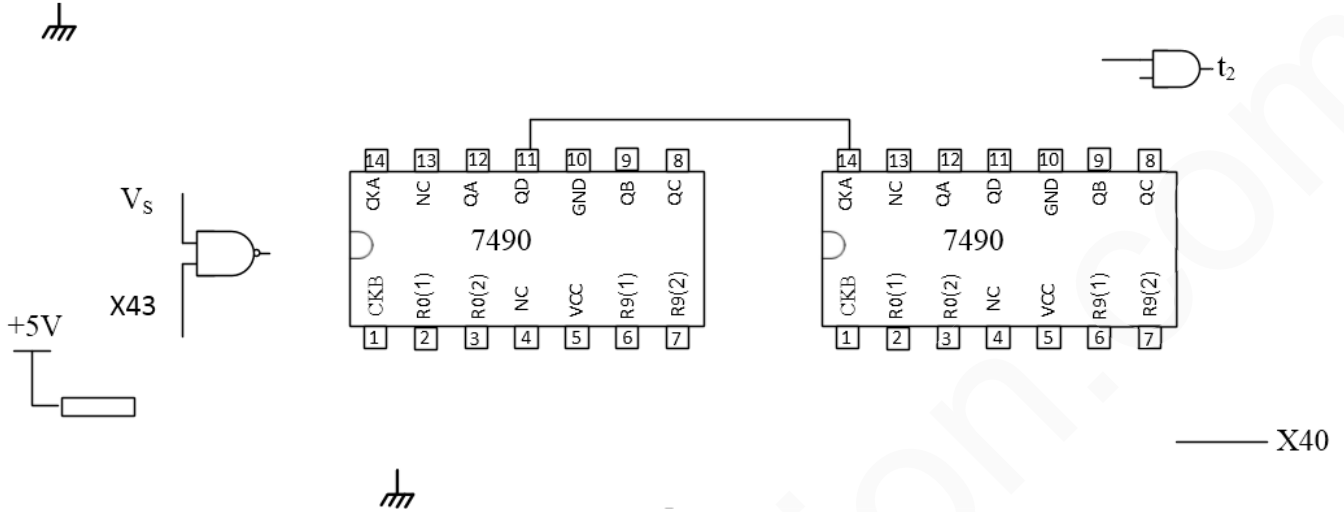 t₂
14 13 12 11 10 9 8
CKA NC QA QD GND QB QC
7490
CKB R0(1) R0(2) NC VCC R9(1) R9(2)
1 2 3 4 5 6 7
14 13 12 11 10 9 8
CKA NC QA QD GND QB QC
7490
CKB R0(1) R0(2) NC VCC R9(1) R9(2)
1 2 3 4 5 6 7
V_S
X43
+5V
X40